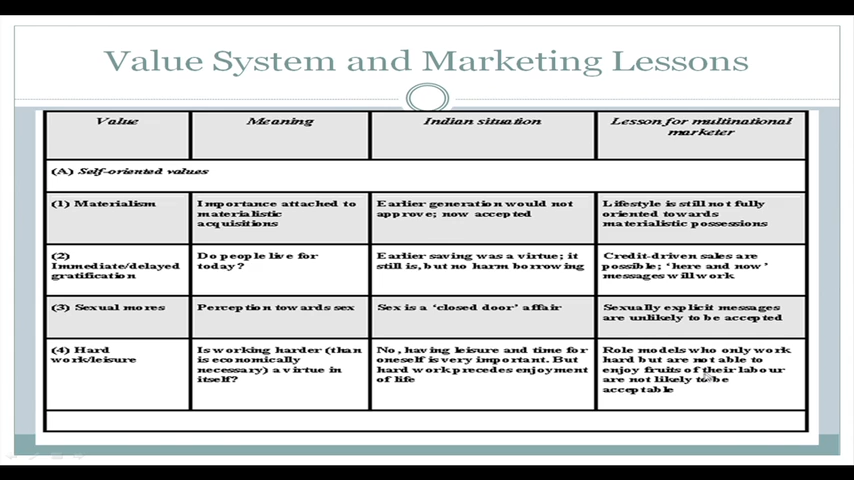 Value System and Marketing Lessons
Value
Meaning
Indian situation
Lesson for multinational
marketer
(A) Self-oriented values
(1) Materialism
Importance attached to
materialistic
acquisitions
Earlier generation would not
approve; now accepted
Lifestyle is still not fully
oriented towards
materialistic possessions
(2)
Immediate/delayed
gratification
Do people live for
today?
Earlier saving was a virtue; it
still is, but no harm borrowing
Credit-driven sales are
possible; 'here and now'
messages will work
(3) Sexual mores
Perception towards sex
Sex is a 'closed door' affair
Sexually explicit messages
are unlikely to be accepted
(4) Hard
work/leisure
Is working harder (than
is economically
necessary) a virtue in
itself?
No, having leisure and time for
oneself is very important. But
hard work precedes enjoyment
of life
Role models who only work
hard but are not able to
enjoy fruits of their labour
are not likely to be
acceptable